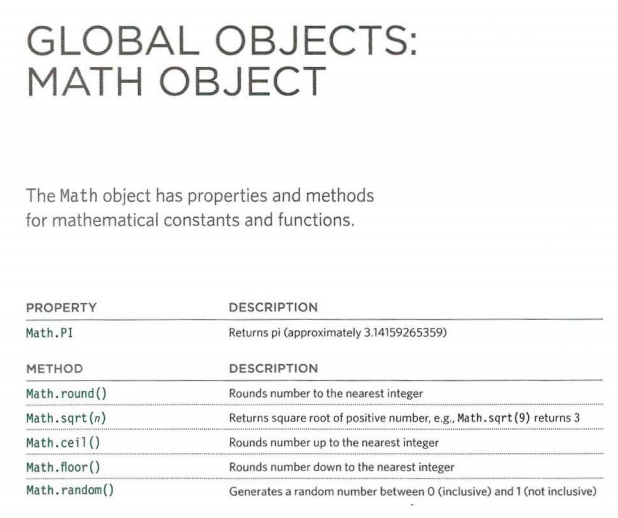 GLOBAL OBJECTS:
MATH OBJECT
The Math object has properties and methods
for mathematical constants and functions.
PROPERTY DESCRIPTION
Math.PI Returns pi (approximately 3.14159265359)
METHOD DESCRIPTION
Math.round() Rounds number to the nearest integer
Math.sqrt(n) Returns square root of positive number, e.g., Math.sqrt(9) returns 3
Math.ceil() Rounds number up to the nearest integer
Math.floor() Rounds number down to the nearest integer
Math.random() Generates a random number between 0 (inclusive) and 1 (not inclusive)